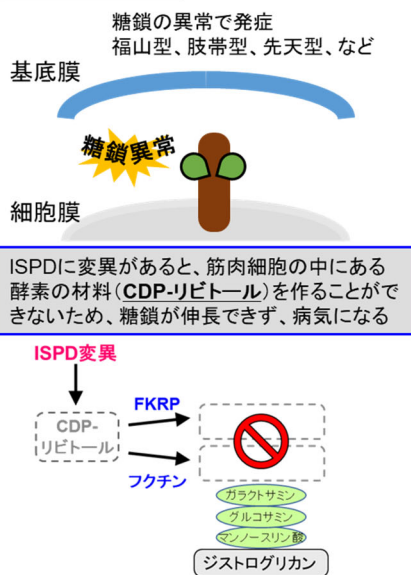 糖鎖の異常で発症
福山型、肢帯型、先天型、など
基底膜
糖鎖異常
細胞膜
ISPDに変異があると、筋肉細胞の中にある
酵素の材料(CDP-リビトール)を作ることがで
きないため、糖鎖が伸長できず、病気になる
ISPD変異
FKRP
CDP-
リビトール
フクチン
ガラクトサミン
グルコサミン
マンノースリン酸
ジストログリカン